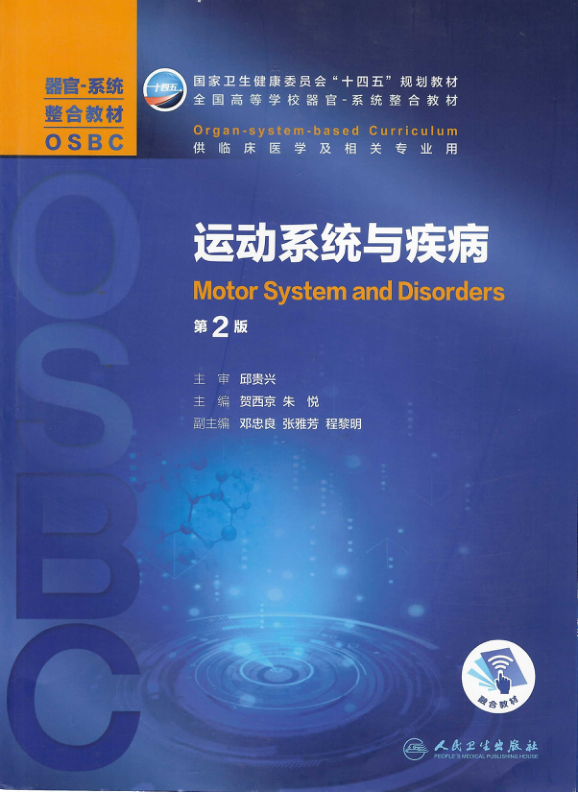 器官-系统
整合教材
OSBC
十四五
国家卫生健康委员会“十四五”规划教材
全国高等学校器官-系统整合教材
Organ-system-based Curriculum
供临床医学及相关专业用
OSBC
运动系统与疾病
Motor System and Disorders
第2版
主审 邱贵兴
主编 贺西京 朱 悦
副主编 邓忠良 张雅芳 程黎明
融合教材
人民卫生出版社
PEOPLE'S MEDICAL PUBLISHING HOUSE